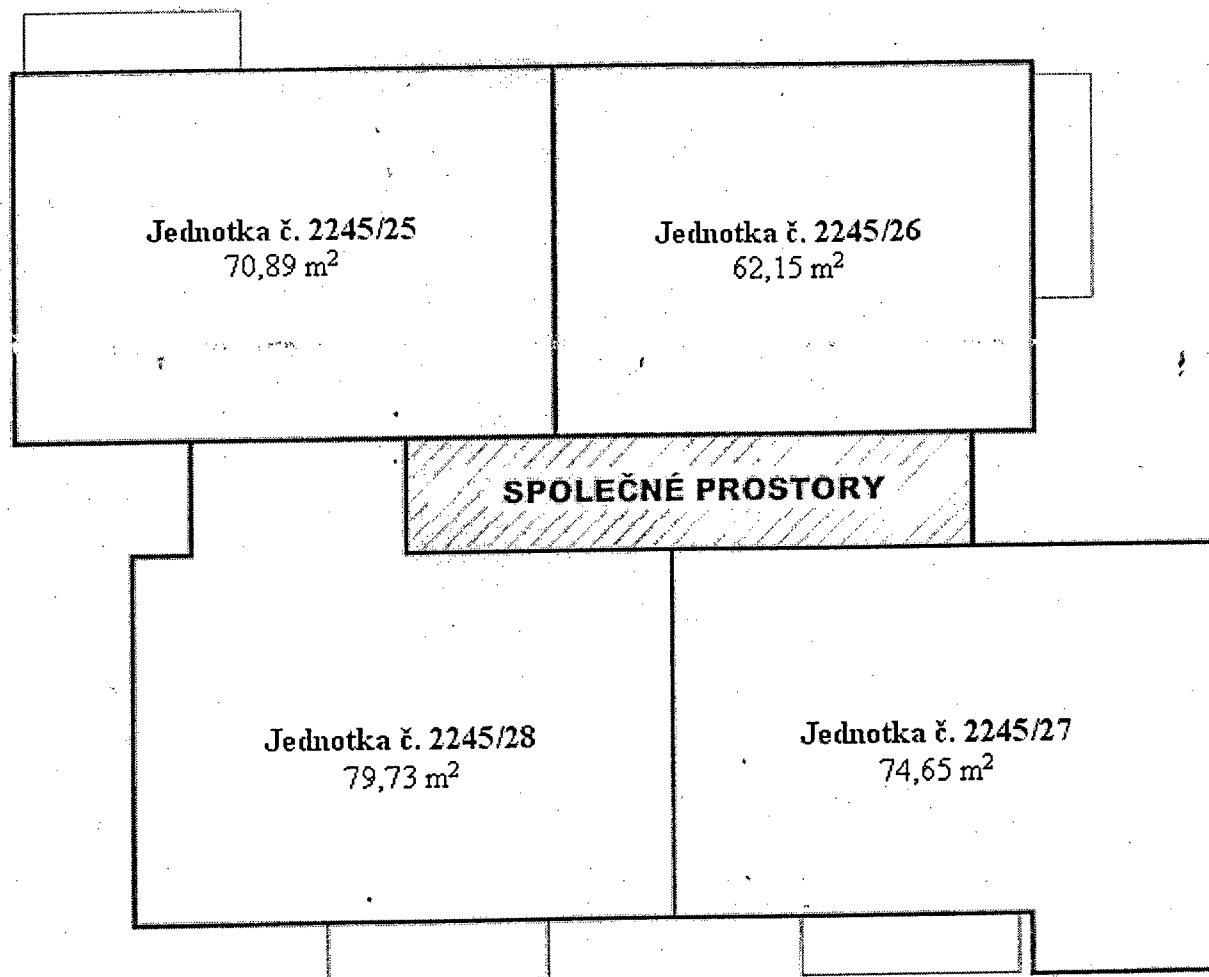 Jednotka č. 2245/25
70,89 m²
Jednotka č. 2245/26
62,15 m²
SPOLEČNÉ PROSTORY
Jednotka č. 2245/28
79,73 m²
Jednotka č. 2245/27
74,65 m²